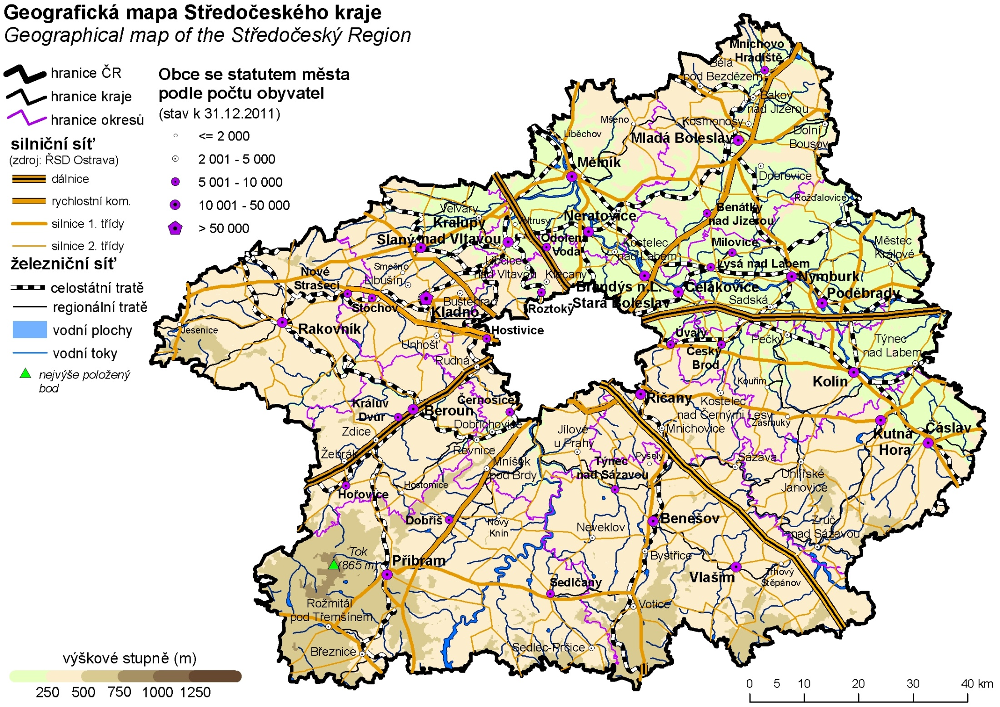 Geografická mapa Středočeského kraje
Geographical map of the Středočeský Region
hranice ČR
hranice kraje
hranice okresů
silniční síť
(zdroj: ŘSD Ostrava)
dálnice
rychlostní kom.
silnice 1. třídy
silnice 2. třídy
železniční síť
celostátní tratě
regionální tratě
vodní plochy
vodní toky
nejvýše položený
bod
Obce se statutem města
podle počtu obyvatel
(stav k 31.12.2011)
<= 2 000
2 001 - 5 000
5 001 - 10 000
10 001 - 50 000
> 50 000
Mnichovo
Hradiště
Bělá
pod Bezdězem
Bakov
nad Jizerou
Mšeno
Kosmonosy
Liběchov
Mladá Boleslav
Dolní
Bousov
Mělník
Dobrovice
Rožďalovice
Velvary
Benátky
nad Jizerou
Neratovice
Kralupy
nad Vltavou
Veltrusy
Slaný
Odolena
Voda
Kostelec
nad Labem
Milovice
Městec
Králové
Libčice
nad Vltavou
Smečno
Lysá nad Labem
Nové
Strašecí
Libušín
Klecany
Nymburk
Brandýs n.L.-
Stará Boleslav
Čelákovice
Poděbrady
Buštěhrad
Sadská
Stochov
Kladno
Roztoky
Rakovník
Jesenice
Hostivice
Úvaly
Pečky
Týnec
nad Labem
Unhošť
Český
Brod
Rudná
Kolín
Kouřim
Králův
Dvůr
Černošice
Říčany
Kostelec
nad Černými Lesy
Beroun
Zásmuky
Dobřichovice
Mnichovice
Jílové
u Prahy
Zdice
Kutná
Hora
Čáslav
Řevnice
Žebrák
Pyšely
Sázava
Mníšek
pod Brdy
Týnec
nad Sázavou
Uhlířské
Janovice
Hostomice
Hořovice
Dobříš
Nový
Knín
Benešov
Neveklov
Zruč
nad Sázavou
Tok
(865 m)
Příbram
Bystřice
Vlašim
Trhový
Štěpánov
Sedlčany
Rožmitál
pod Třemšínem
Votice
Sedlec-Prčice
Březnice
výškové stupně (m)
250 500 750 1000 1250
0 5 10 20 30 40 km